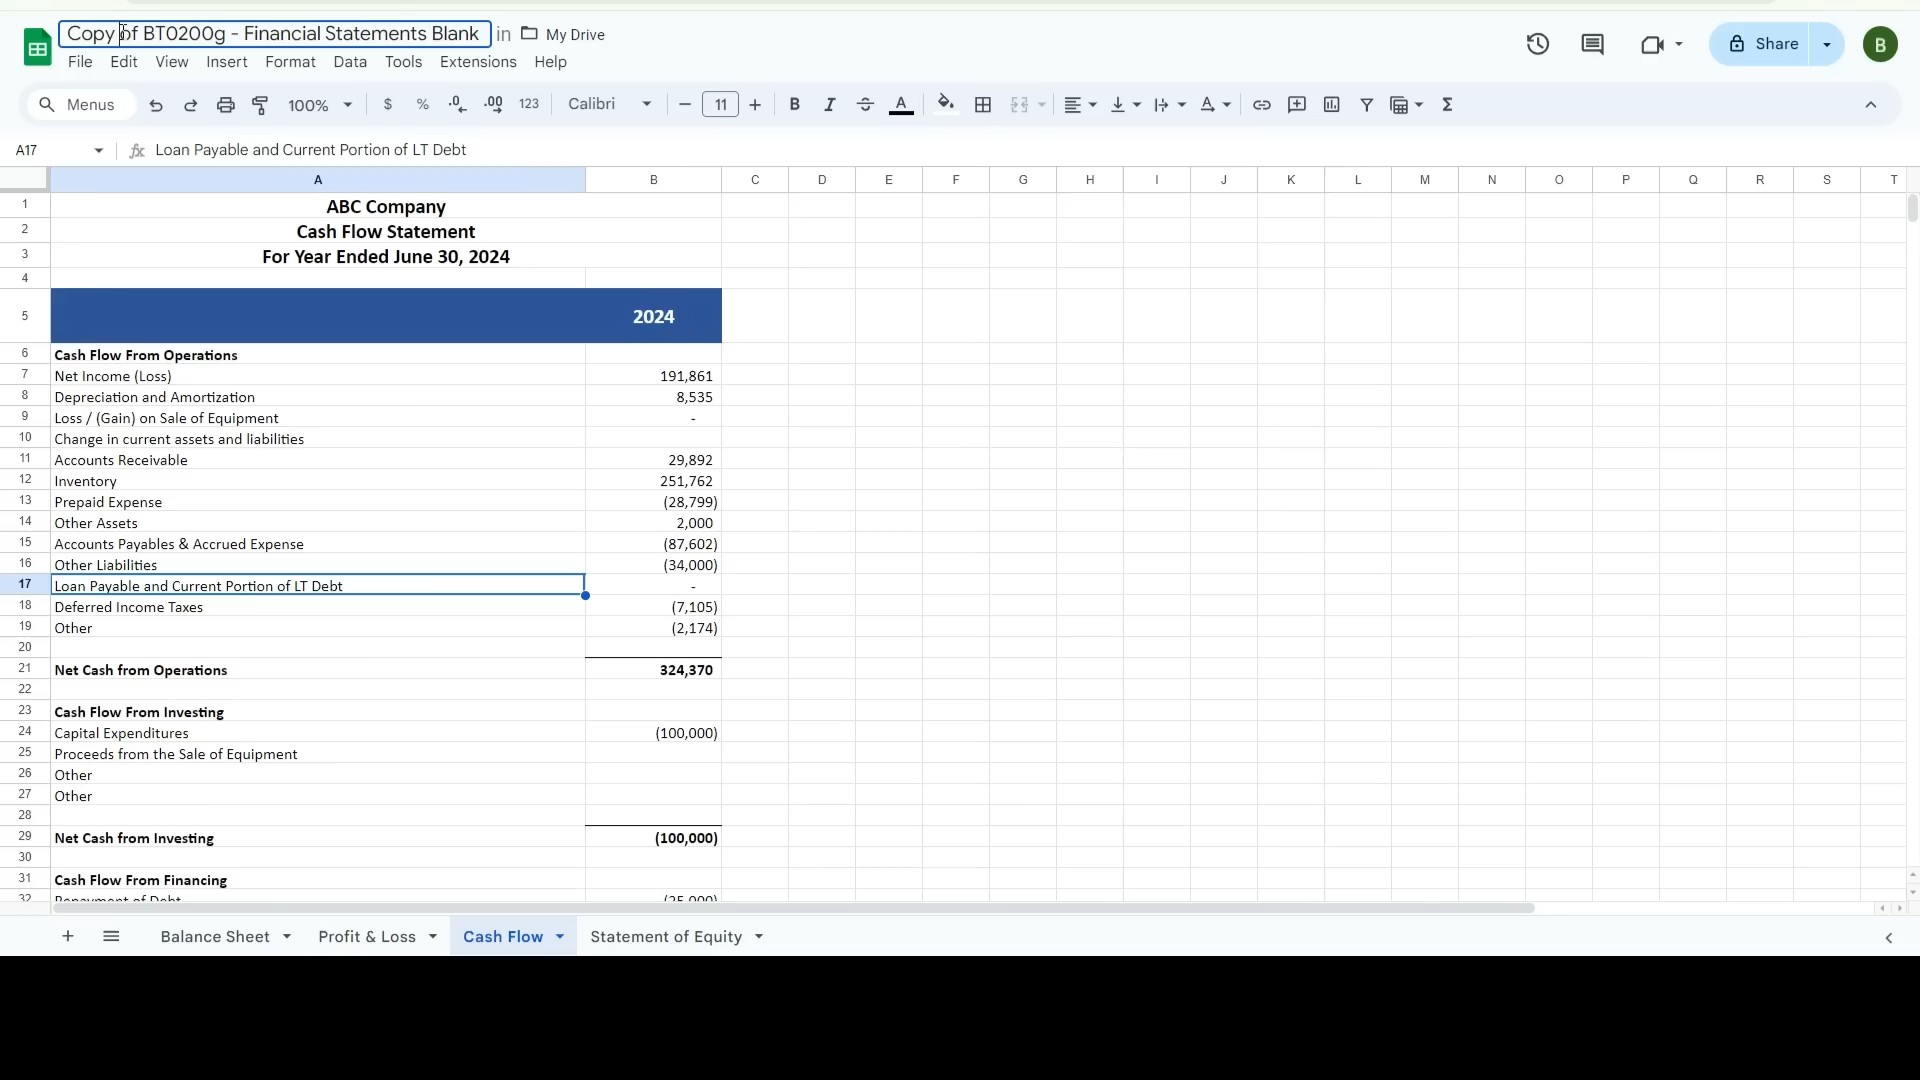 Copy of BT0200g - Financial Statements Blank in My Drive
File Edit View Insert Format Data Tools Extensions Help
Share
B
Menus 100% $ % .0 .00 123 Calibri 11 B I S A Σ
A17 fx Loan Payable and Current Portion of LT Debt
A B C D E F G H I J K L M N O P Q R S T
1 ABC Company
2 Cash Flow Statement
3 For Year Ended June 30, 2024
4
5 2024
6 Cash Flow From Operations
7 Net Income (Loss) 191,861
8 Depreciation and Amortization 8,535
9 Loss / (Gain) on Sale of Equipment -
10 Change in current assets and liabilities
11 Accounts Receivable 29,892
12 Inventory 251,762
13 Prepaid Expense (28,799)
14 Other Assets 2,000
15 Accounts Payables & Accrued Expense (87,602)
16 Other Liabilities (34,000)
17 Loan Payable and Current Portion of LT Debt -
18 Deferred Income Taxes (7,105)
19 Other (2,174)
20
21 Net Cash from Operations 324,370
22
23 Cash Flow From Investing
24 Capital Expenditures (100,000)
25 Proceeds from the Sale of Equipment
26 Other
27 Other
28
29 Net Cash from Investing (100,000)
30
31 Cash Flow From Financing
32 Repayment of Debt (25,000)
Balance Sheet Profit & Loss Cash Flow Statement of Equity